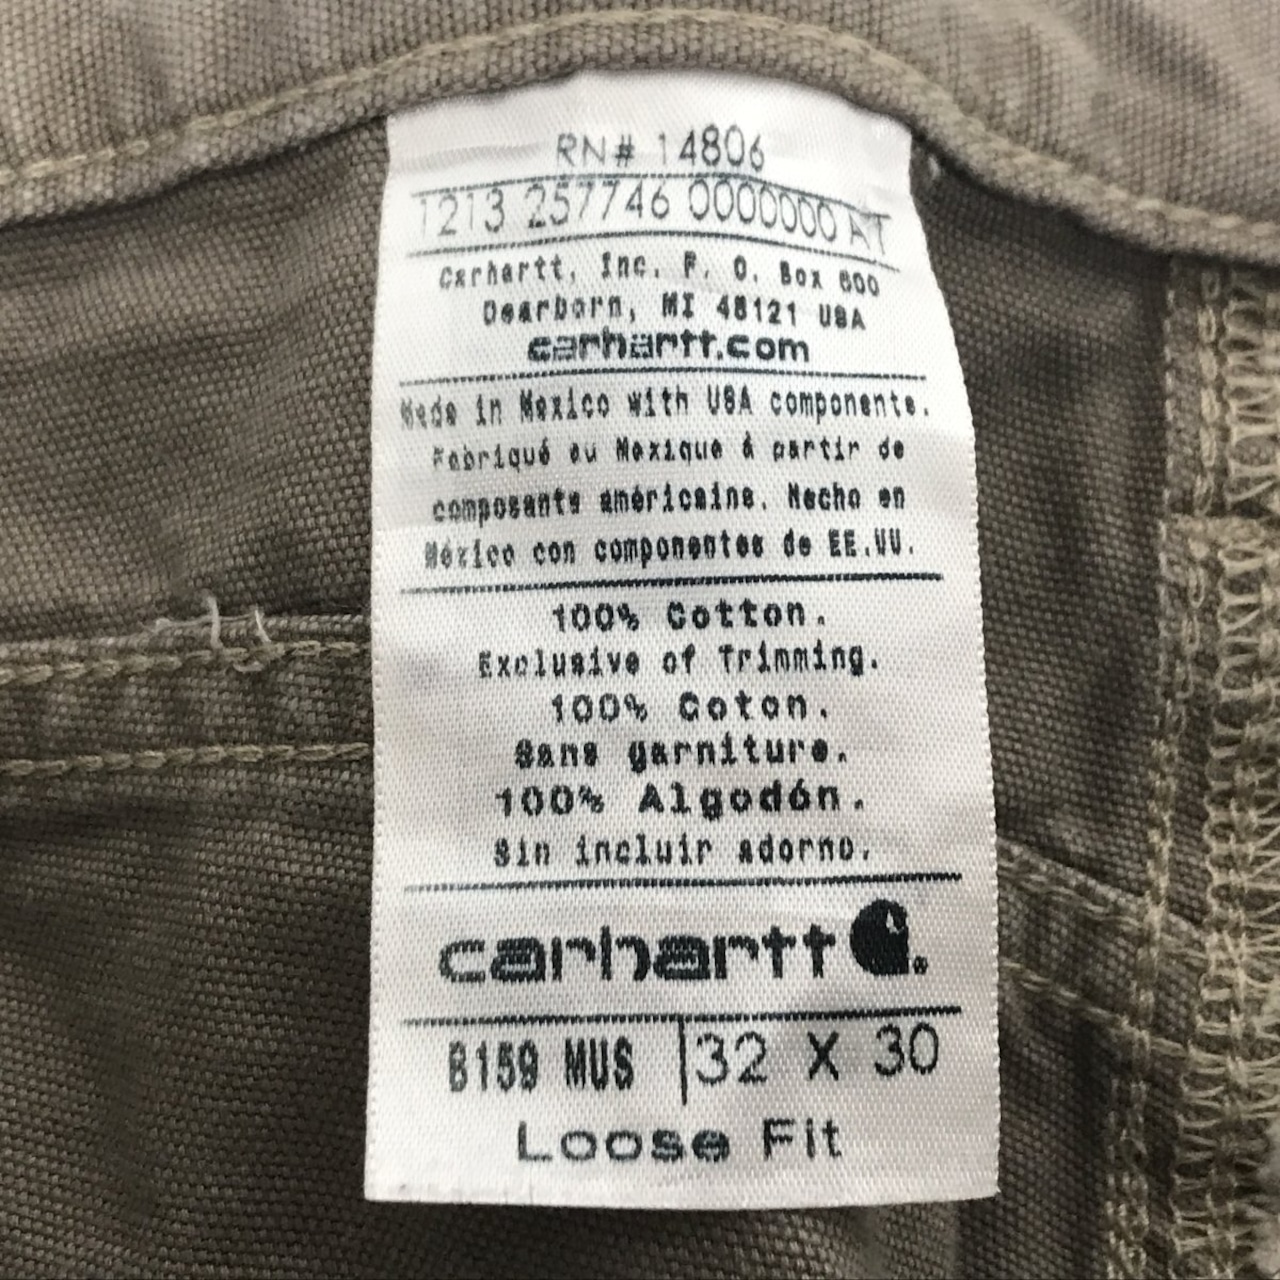 RN# 14806
1213 257746 0000000 AT
Carhartt, Inc. P. O. Box 600
Dearborn, MI 48121 USA
carhartt.com
Made in Mexico with USA components.
Fabriqué au Mexique à partir de
composants américains. Hecho en
México con componentes de EE.UU.
100% Cotton.
Exclusive of Trimming.
100% Coton.
Sans garniture.
100% Algodón.
Sin incluir adorno.
carhartt
B159 MUS 32 X 30
Loose Fit